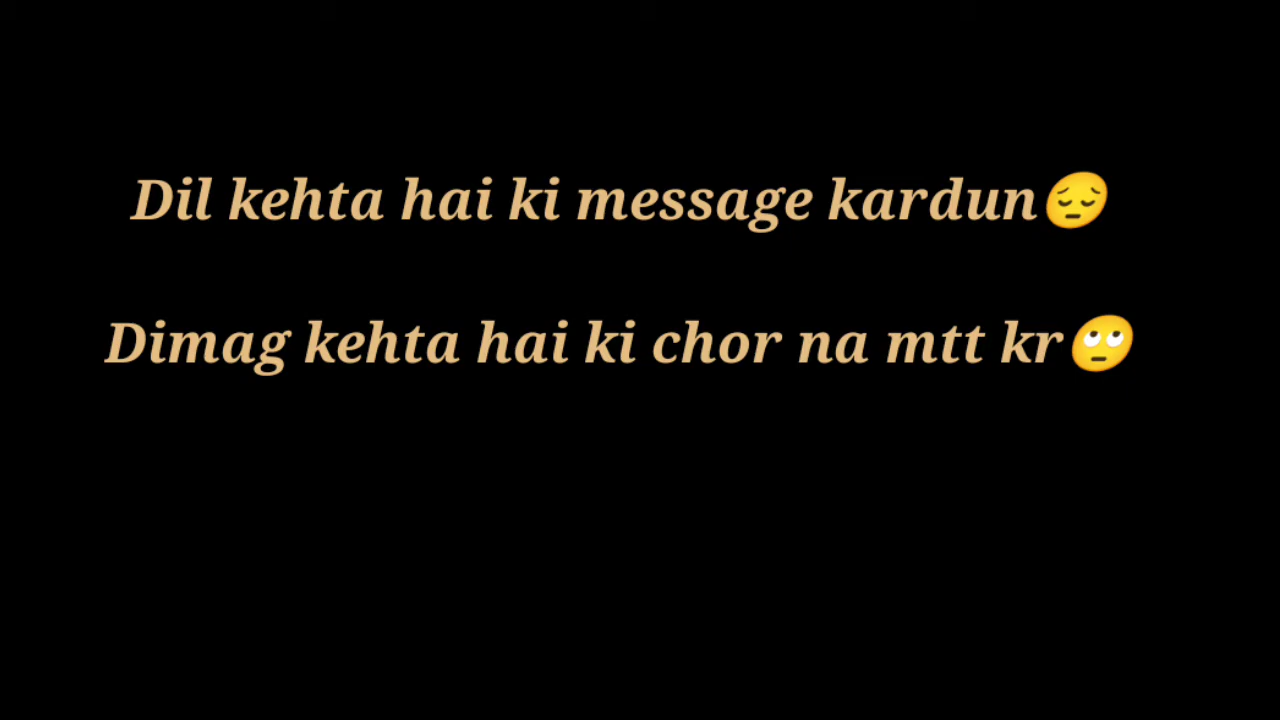 Dil kehta hai ki message kardun😔
Dimag kehta hai ki chor na mtt kr🙄